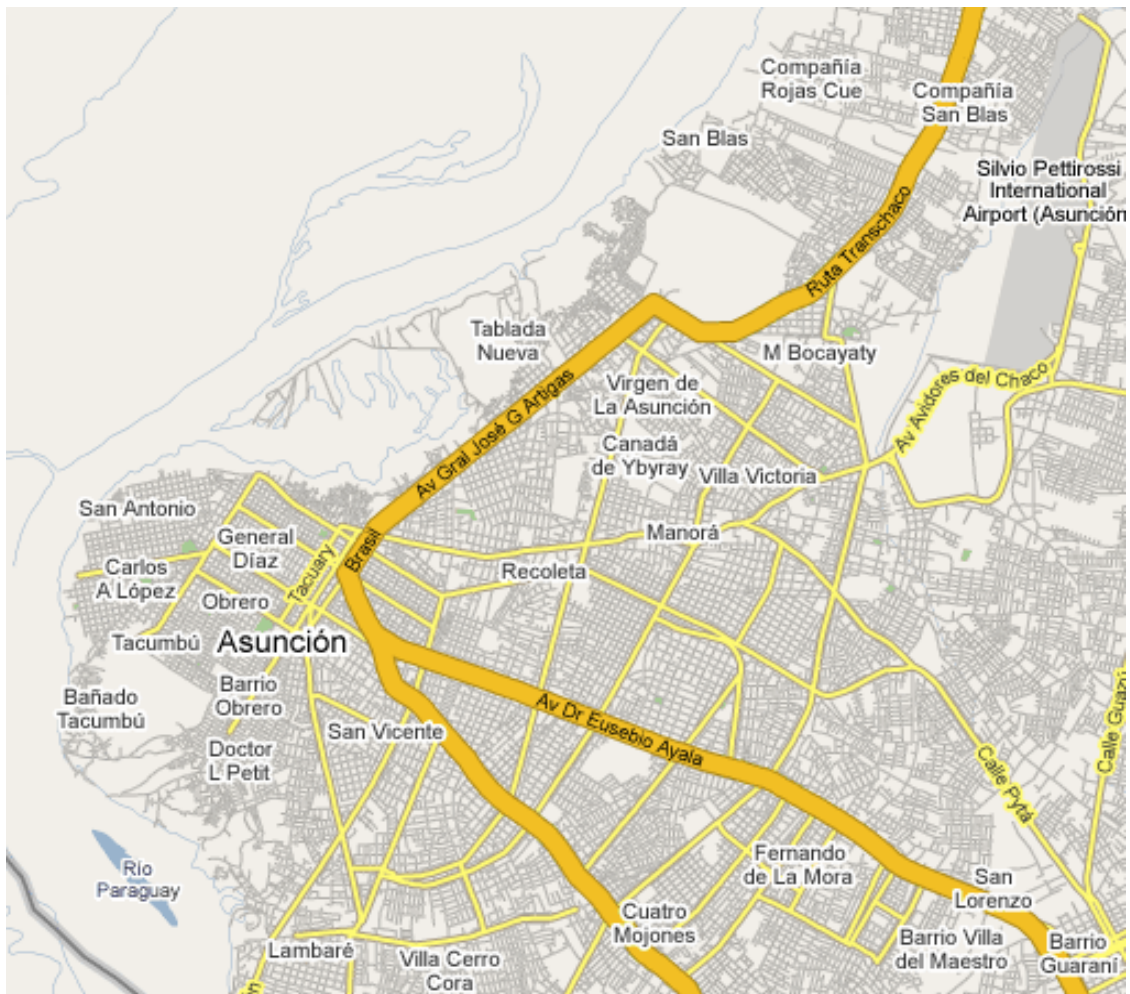 Compañía
Rojas Cue
Compañía
San Blas
San Blas
Silvio Pettirossi
International
Airport (Asunción
Ruta Transchaco
Tablada
Nueva
M Bocayaty
Av Avidores del Chaco
Virgen de
La Asunción
Av Gral José G Artigas
Canadá
de Ybyray
Villa Victoria
San Antonio
General
Díaz
Brasil
Manorá
Carlos
A López
Tacuary
Recoleta
Obrero
Tacumbú
Asunción
Barrio
Obrero
Bañado
Tacumbú
San Vicente
Av Dr Eusebio Ayala
Calle Guazú
Doctor
L Petit
Calle Pytá
Río
Paraguay
Fernando
de La Mora
San
Lorenzo
Cuatro
Mojones
Lambaré
Villa Cerro
Cora
Barrio Villa
del Maestro
Barrio
Guaraní